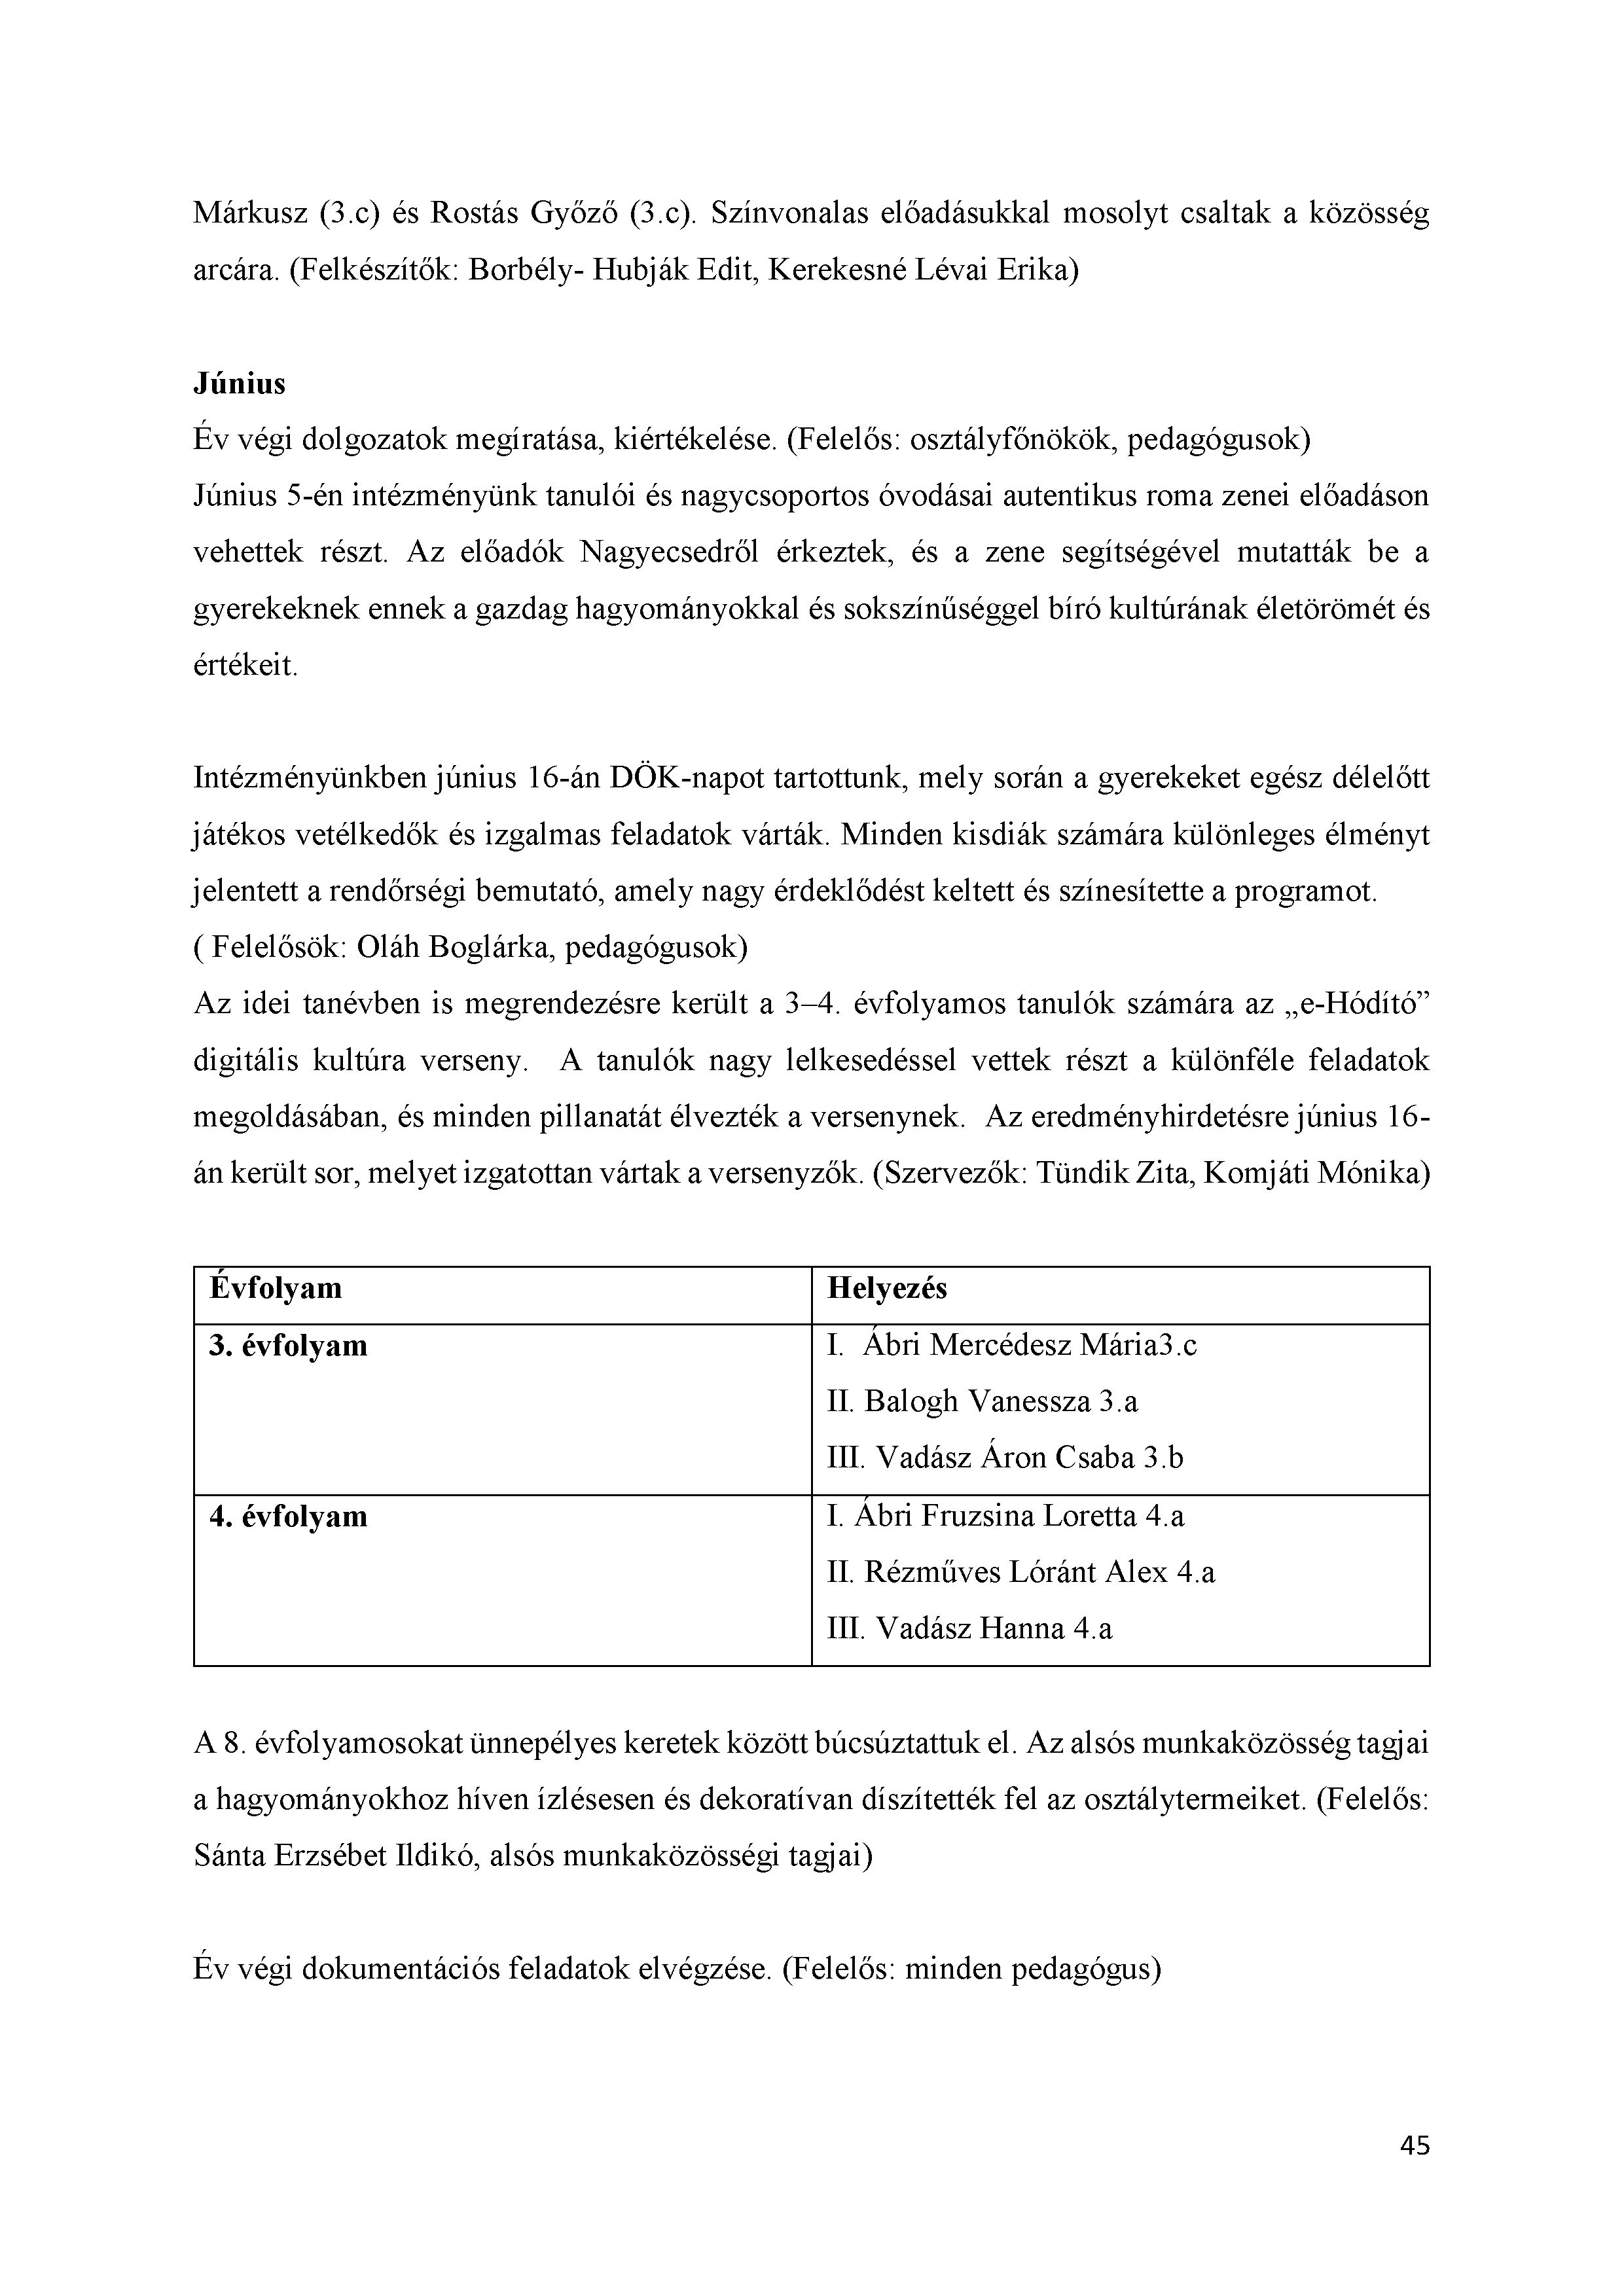 Márkusz (3.c) és Rostás Győző (3.c). Színvonalas előadásukkal mosolyt csaltak a közösség
arcára. (Felkészítők: Borbély- Hubják Edit, Kerekesné Lévai Erika)
Június
Év végi dolgozatok megíratása, kiértékelése. (Felelős: osztályfőnökök, pedagógusok)
Június 5-én intézményünk tanulói és nagycsoportos óvodásai autentikus roma zenei előadáson
vehettek részt. Az előadók Nagyecsedről érkeztek, és a zene segítségével mutatták be a
gyerekeknek ennek a gazdag hagyományokkal és sokszínűséggel bíró kultúrának életörömét és
értékeit.
Intézményünkben június 16-án DÖK-napot tartottunk, mely során a gyerekeket egész délelőtt
játékos vetélkedők és izgalmas feladatok várták. Minden kisdiák számára különleges élményt
jelentett a rendőrségi bemutató, amely nagy érdeklődést keltett és színesítette a programot.
( Felelősök: Oláh Boglárka, pedagógusok)
Az idei tanévben is megrendezésre került a 3–4. évfolyamos tanulók számára az „e-Hódító”
digitális kultúra verseny. A tanulók nagy lelkesedéssel vettek részt a különféle feladatok
megoldásában, és minden pillanatát élvezték a versenynek. Az eredményhirdetésre június 16-
án került sor, melyet izgatottan vártak a versenyzők. (Szervezők: Tündik Zita, Komjáti Mónika)
Évfolyam Helyezés
3. évfolyam I. Ábri Mercédesz Mária3.c
II. Balogh Vanessza 3.a
III. Vadász Áron Csaba 3.b
4. évfolyam I. Ábri Fruzsina Loretta 4.a
II. Rézműves Lóránt Alex 4.a
III. Vadász Hanna 4.a
A 8. évfolyamosokat ünnepélyes keretek között búcsúztattuk el. Az alsós munkaközösség tagjai
a hagyományokhoz híven ízlésesen és dekoratívan díszítették fel az osztálytermeiket. (Felelős:
Sánta Erzsébet Ildikó, alsós munkaközösségi tagjai)
Év végi dokumentációs feladatok elvégzése. (Felelős: minden pedagógus)
45